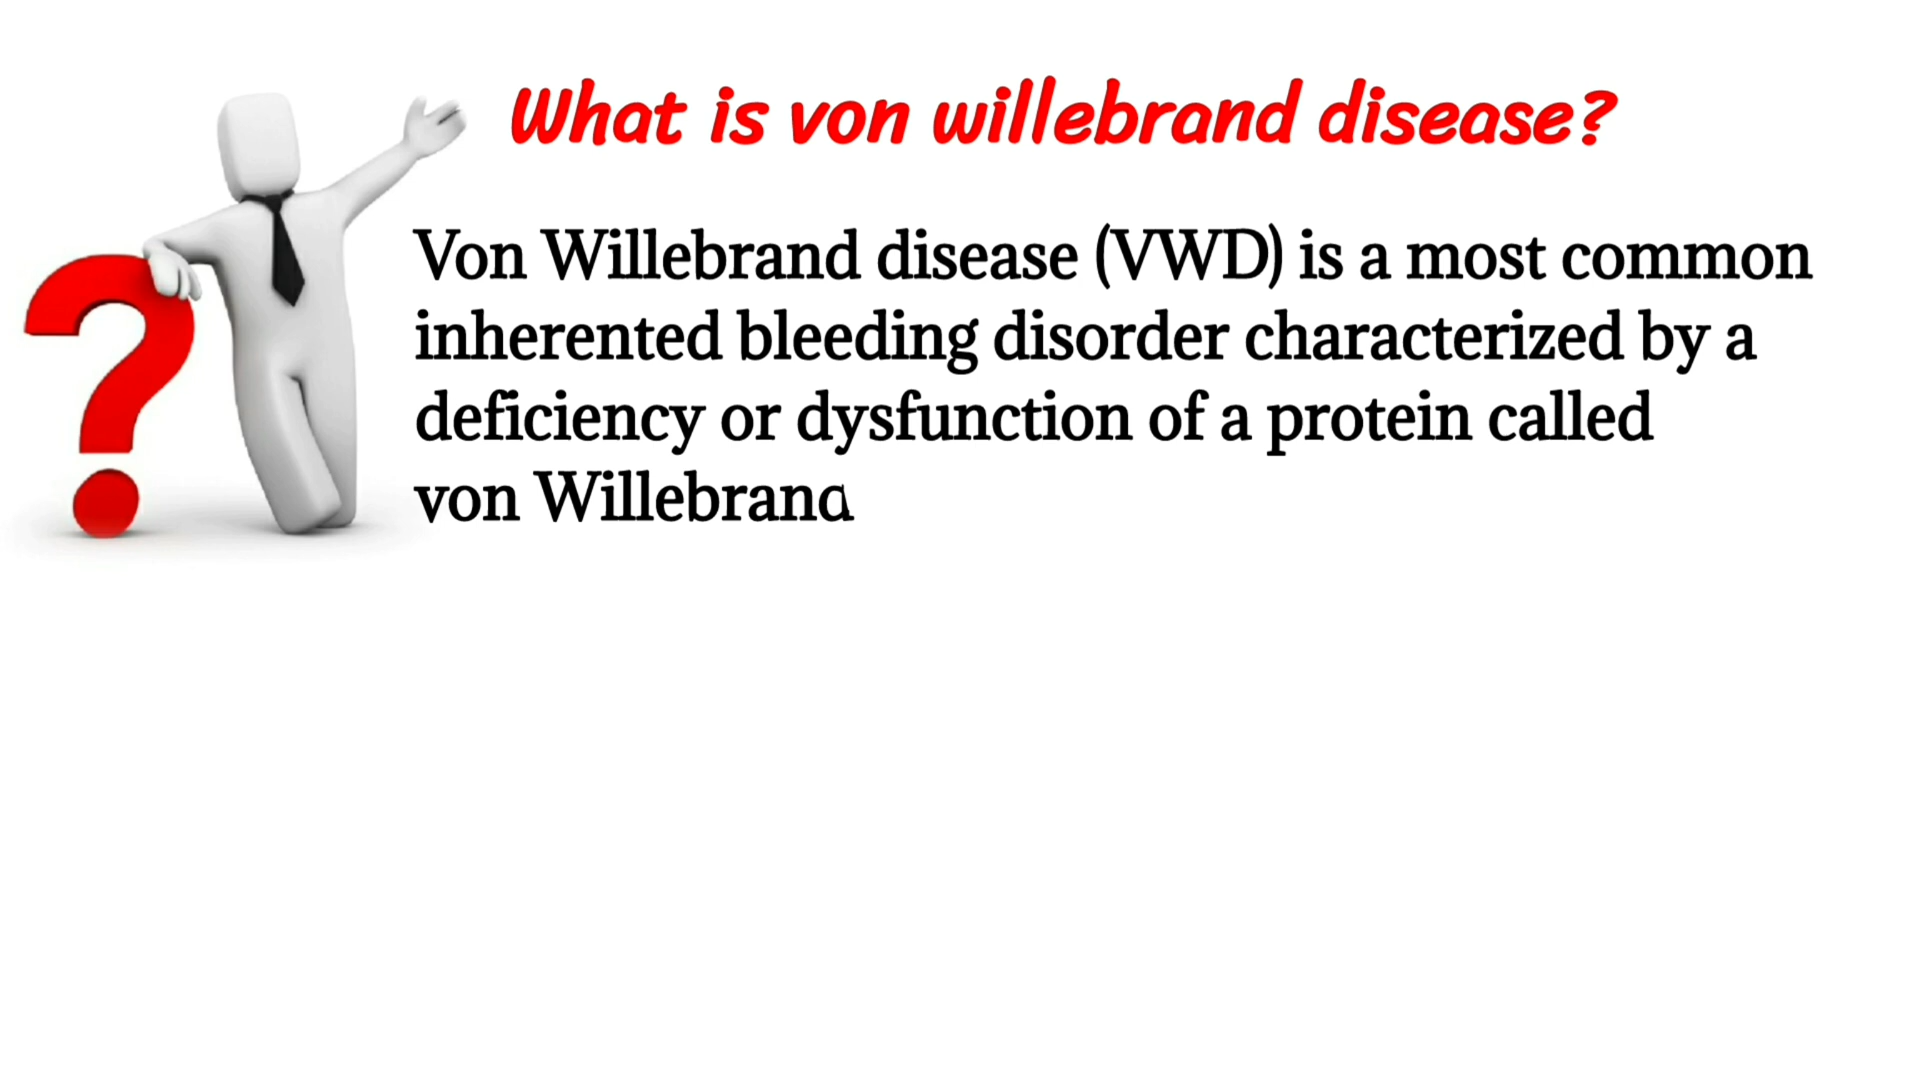 What is von willebrand disease?
Von Willebrand disease (VWD) is a most common
inherented bleeding disorder characterized by a
deficiency or dysfunction of a protein called
von Willebrand